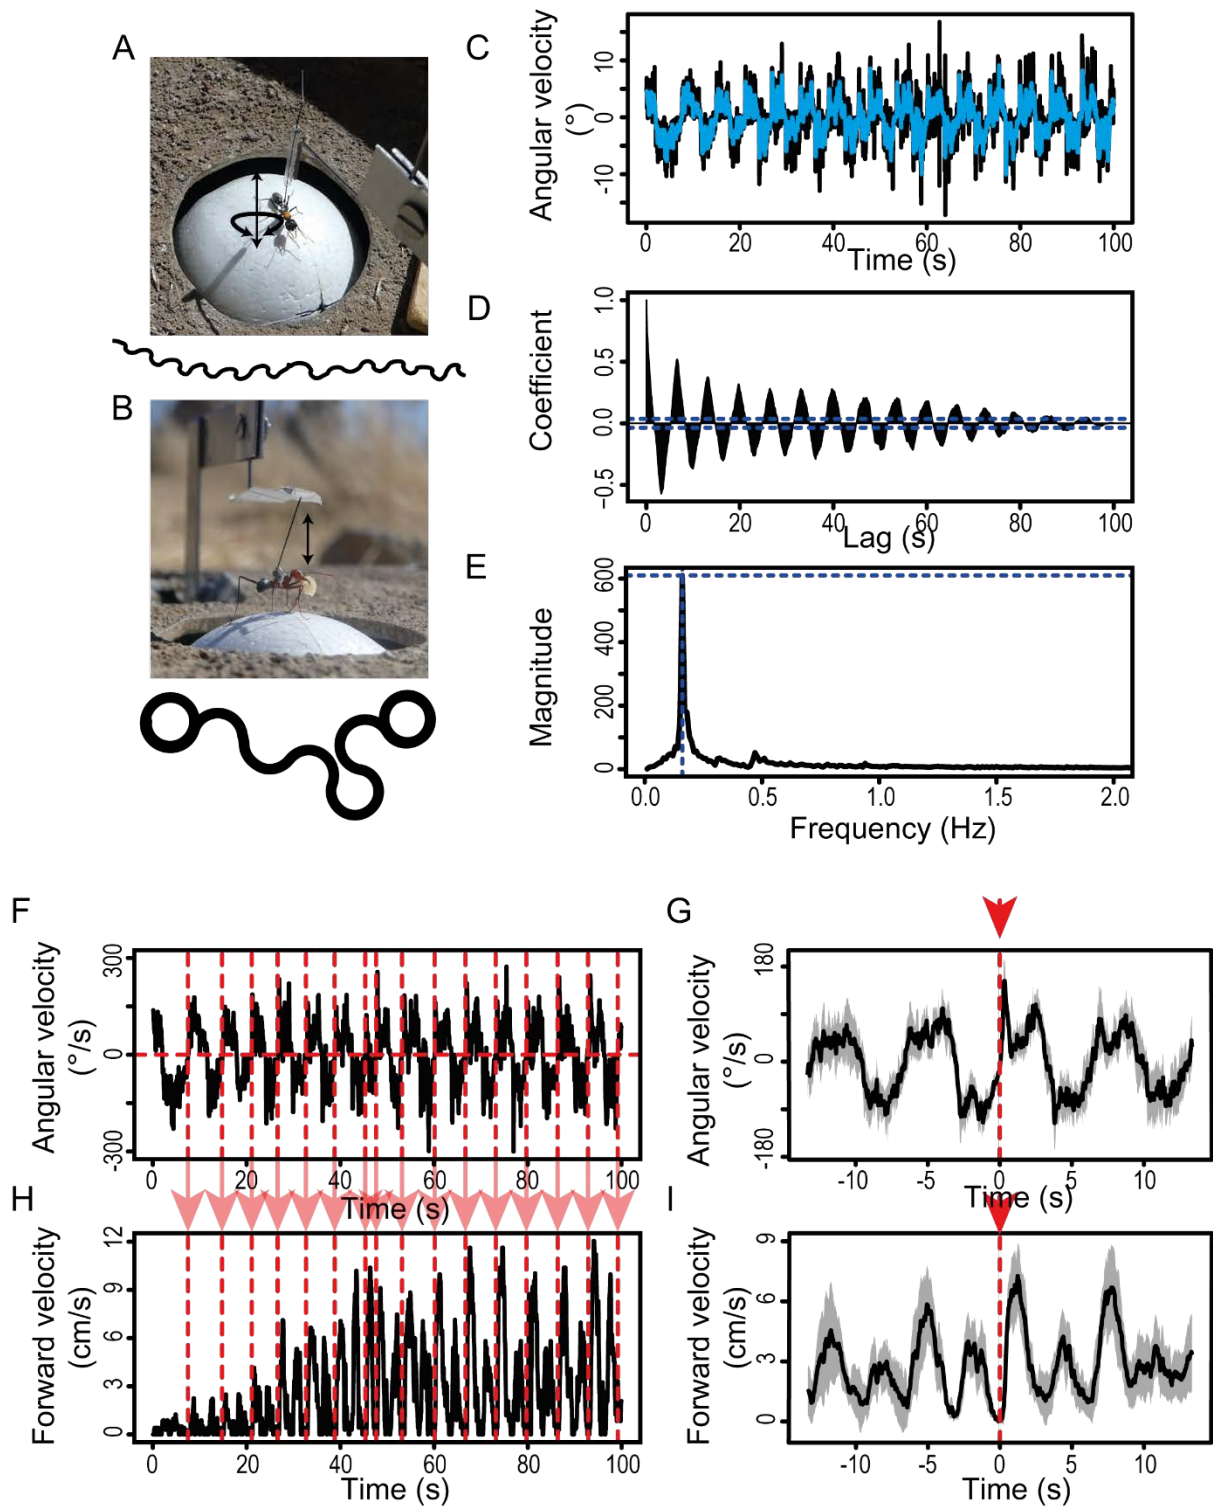 A
B
C
Angular velocity
(°)
10
0
-10
0 20 40 60 80 100
Time (s)
D
Coefficient
1.0
0.5
0.0
-0.5
0 20 40 60 80 100
Lag (s)
E
Magnitude
600
400
200
0
0.0 0.5 1.0 1.5 2.0
Frequency (Hz)
F
Angular velocity
(°/s)
300
0
-300
0 20 40 60 80 100
Time (s)
G
Angular velocity
(°/s)
180
0
-180
-10 -5 0 5 10
Time (s)
H
Forward velocity
(cm/s)
12
9
6
3
0
0 20 40 60 80 100
Time (s)
I
Forward velocity
(cm/s)
9
6
3
0
-10 -5 0 5 10
Time (s)